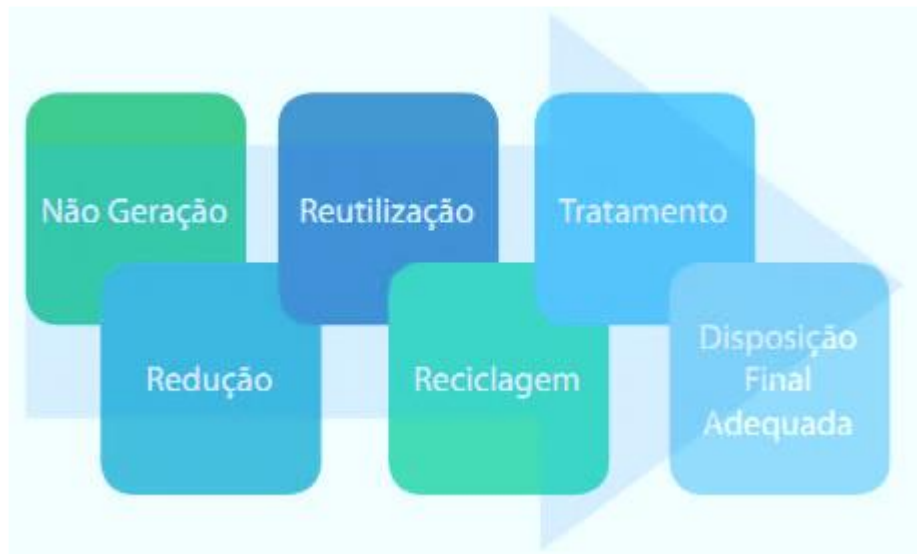 Não Geração
Redução
Reutilização
Reciclagem
Tratamento
Disposição
Final
Adequada